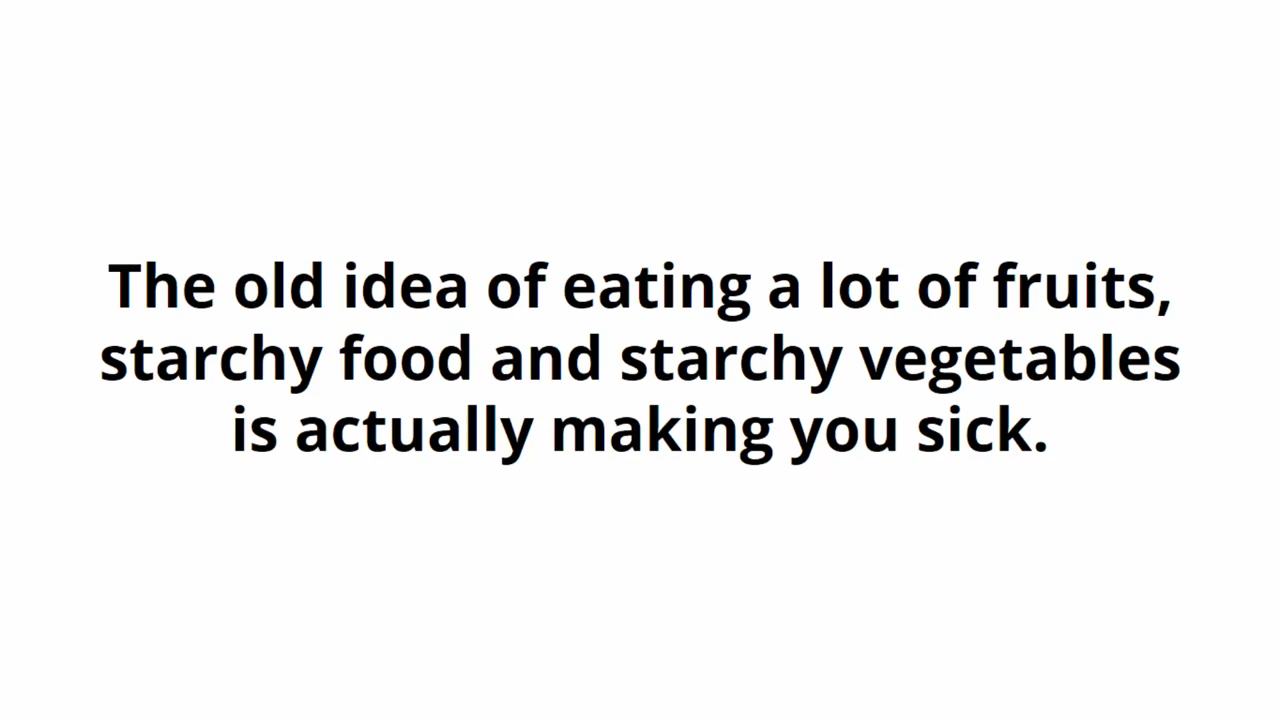 The old idea of eating a lot of fruits,
starchy food and starchy vegetables
is actually making you sick.